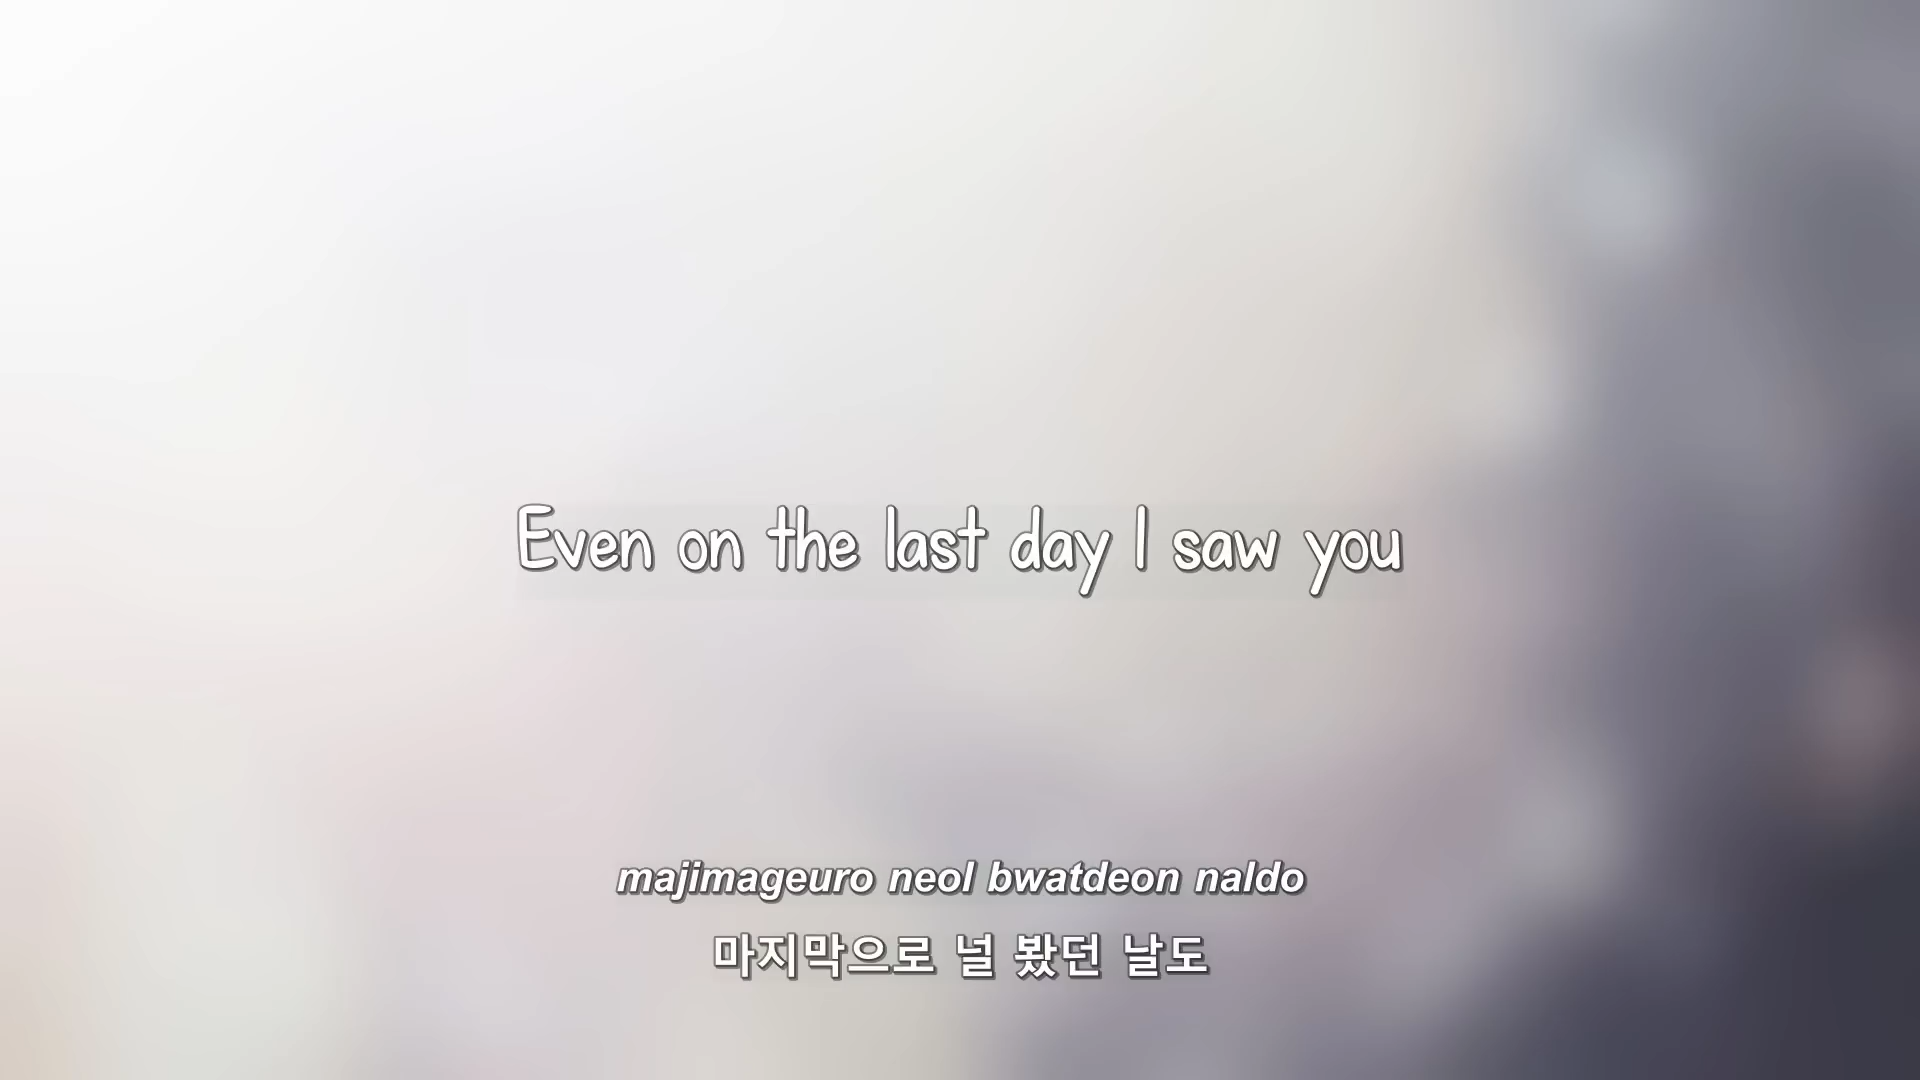 Even on the last day I saw you
majimageuro neol bwatdeon naldo
마지막으로 널 봤던 날도